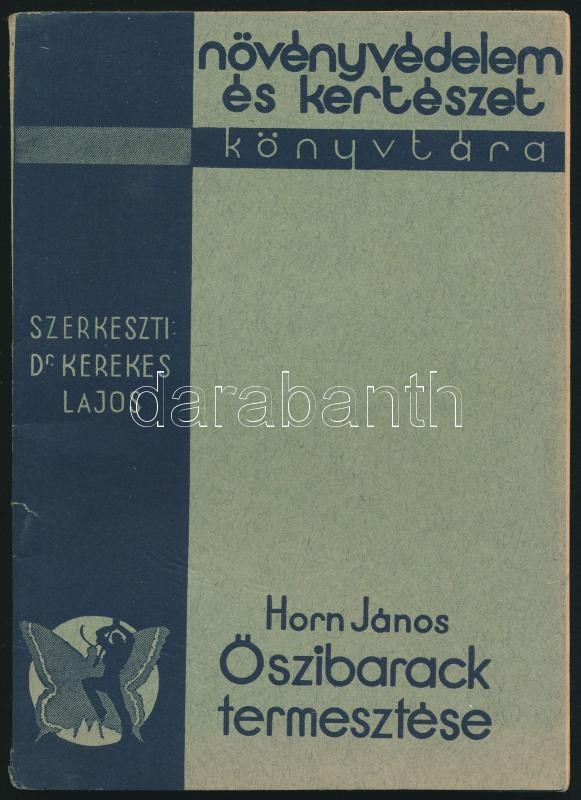 növényvédelem
és kertészet
könyvtára
SZERKESZTI:
Dr. KEREKES
LAJOS
darabanth
Horn János
Őszibarack
termesztése